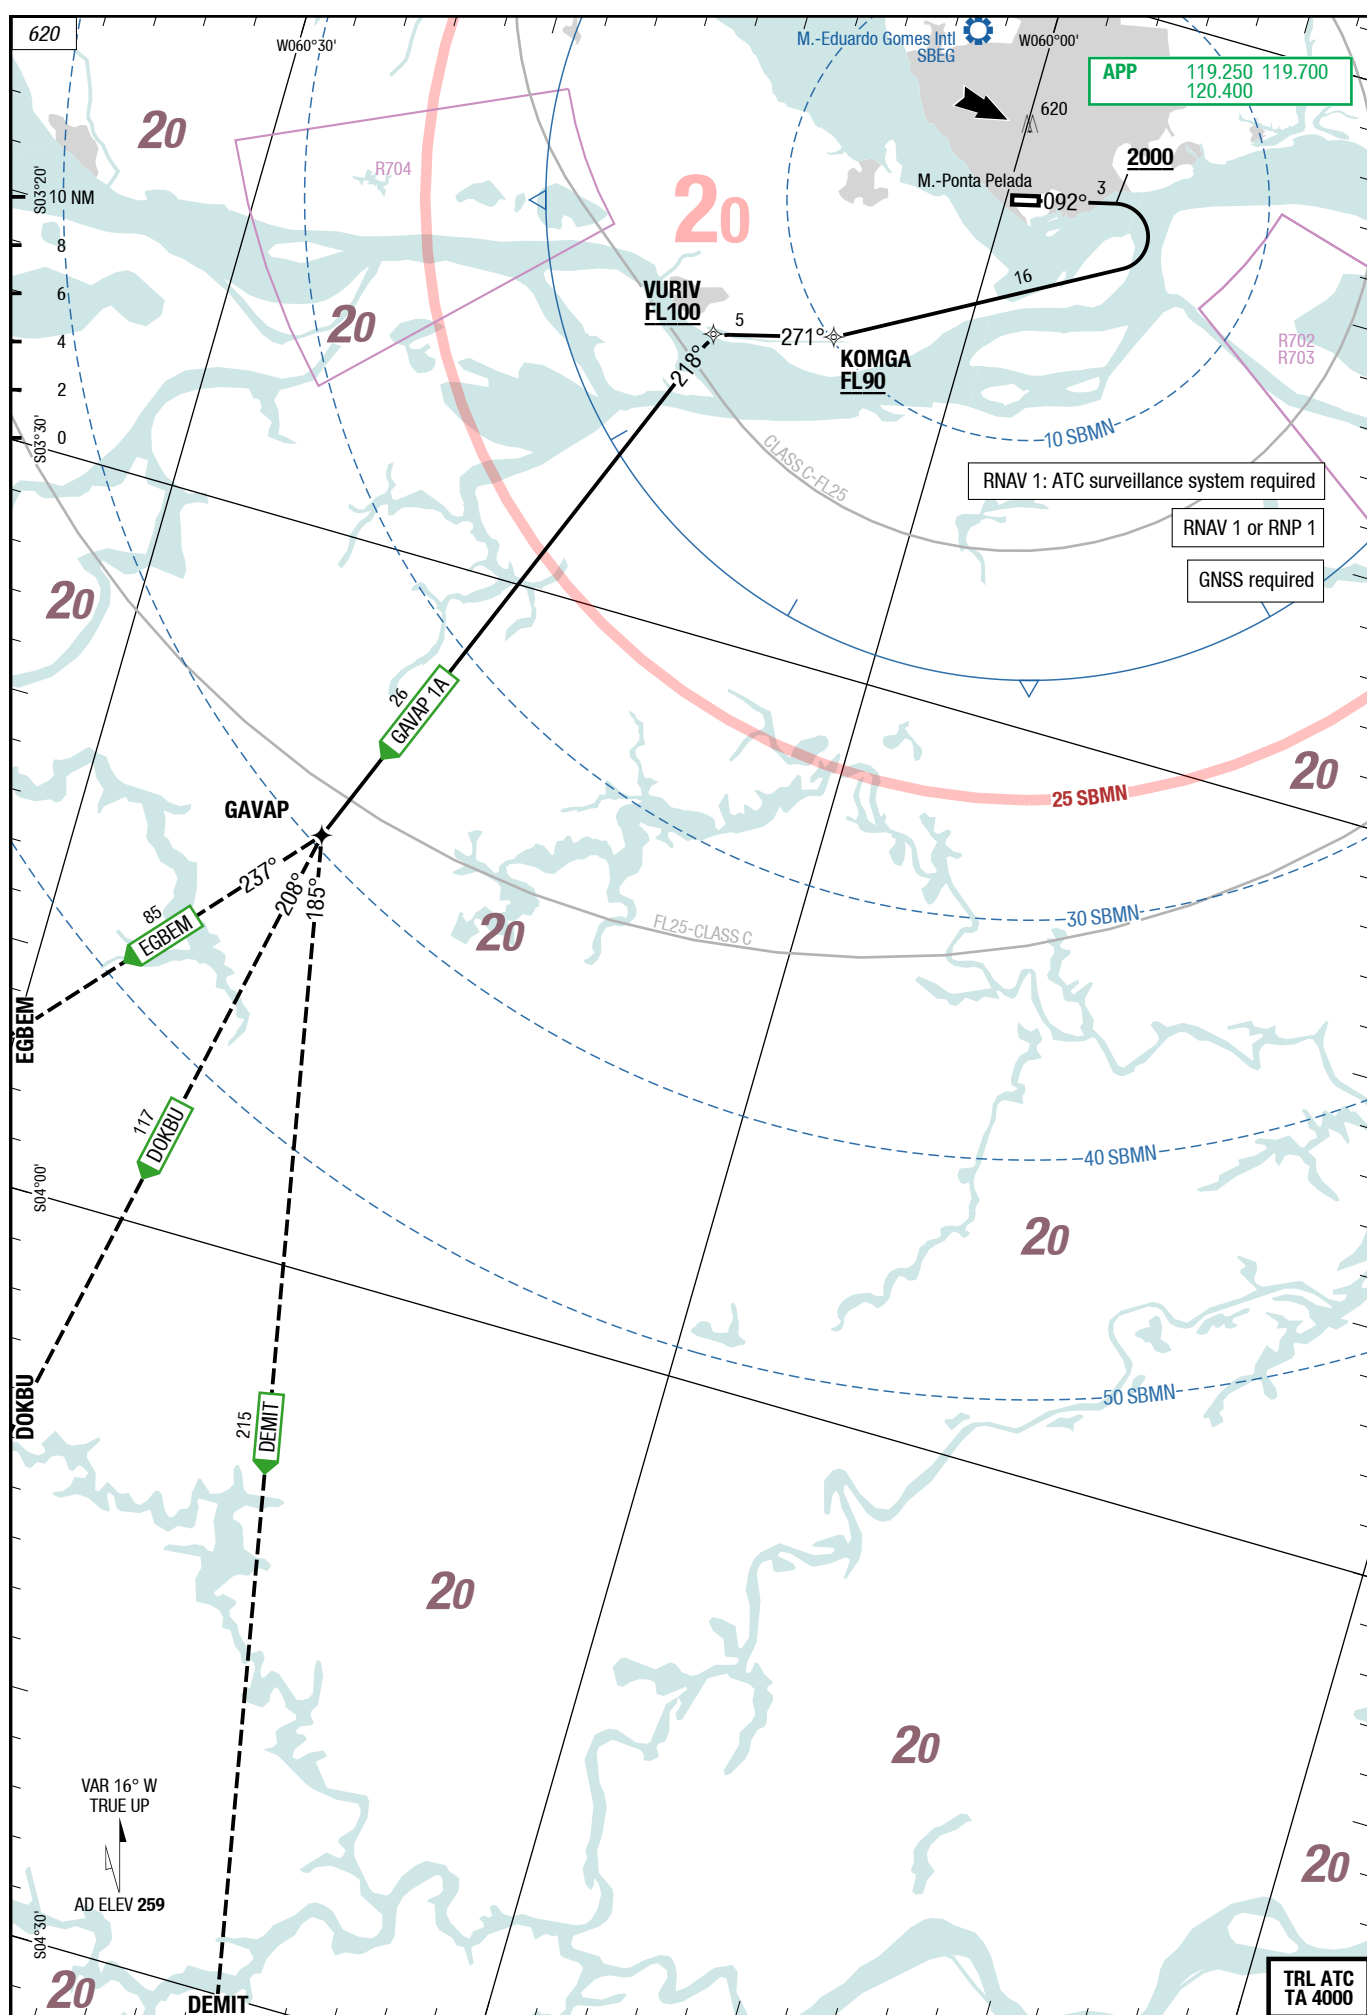 620
W060°30'
M.-Eduardo Gomes Intl
SBEG
W060°00'
APP 119.250 119.700
120.400
620
20
R704
2000
S03°20'
10 NM
8
6
4
2
0
S03°30'
20
M.-Ponta Pelada
092°
3
16
VURIV
FL100
5
271°
KOMGA
FL90
20
218°
R702
R703
10 SBMN
CLASS C-FL25
RNAV 1: ATC surveillance system required
RNAV 1 or RNP 1
GNSS required
20
26
GAVAP 1A
20
25 SBMN
GAVAP
237°
208°
185°
85
EGBEM
20
FL25-CLASS C
30 SBMN
EGBEM
117
DOKBU
40 SBMN
S04°00'
20
DOKBU
215
DEMIT
50 SBMN
20
20
VAR 16° W
TRUE UP
AD ELEV 259
20
S04°30'
20
DEMIT
TRL ATC
TA 4000